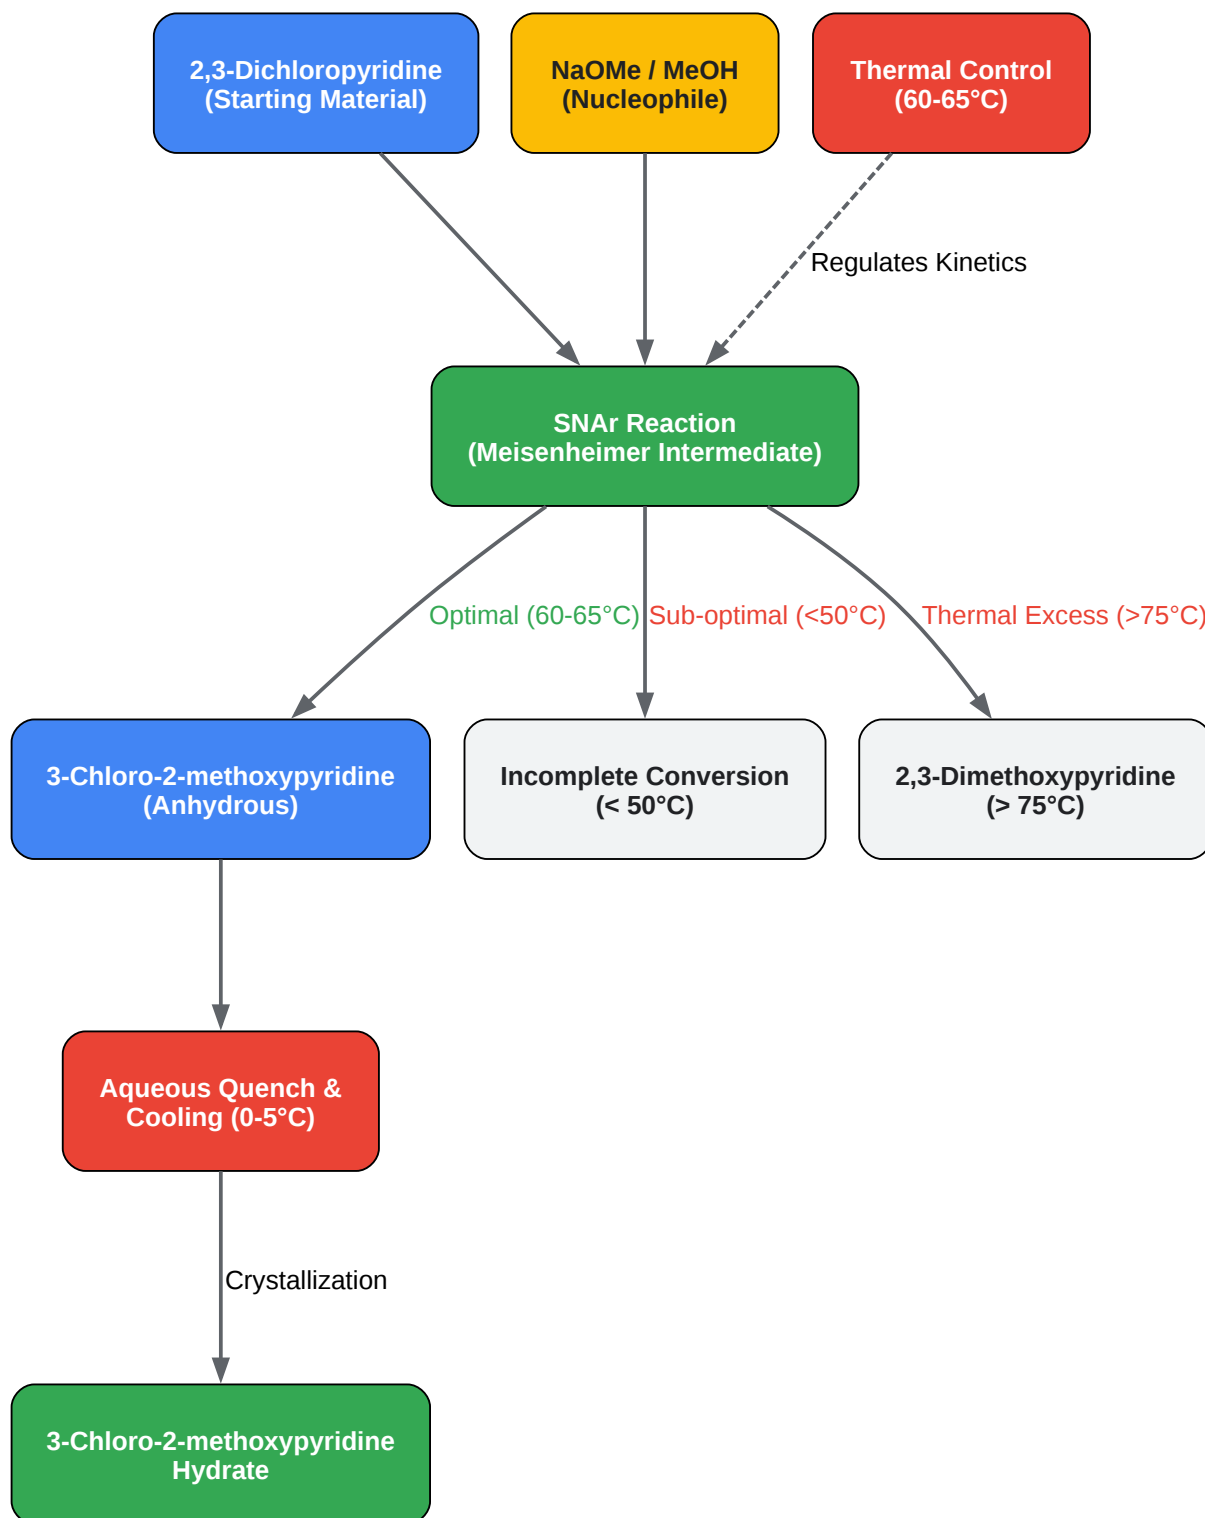 2,3-Dichloropyridine
(Starting Material)
NaOMe / MeOH
(Nucleophile)
Thermal Control
(60-65°C)
Regulates Kinetics
SNAr Reaction
(Meisenheimer Intermediate)
Optimal (60-65°C)
Sub-optimal (<50°C)
Thermal Excess (>75°C)
3-Chloro-2-methoxypyridine
(Anhydrous)
Incomplete Conversion
(< 50°C)
2,3-Dimethoxypyridine
(> 75°C)
Aqueous Quench &
Cooling (0-5°C)
Crystallization
3-Chloro-2-methoxypyridine
Hydrate